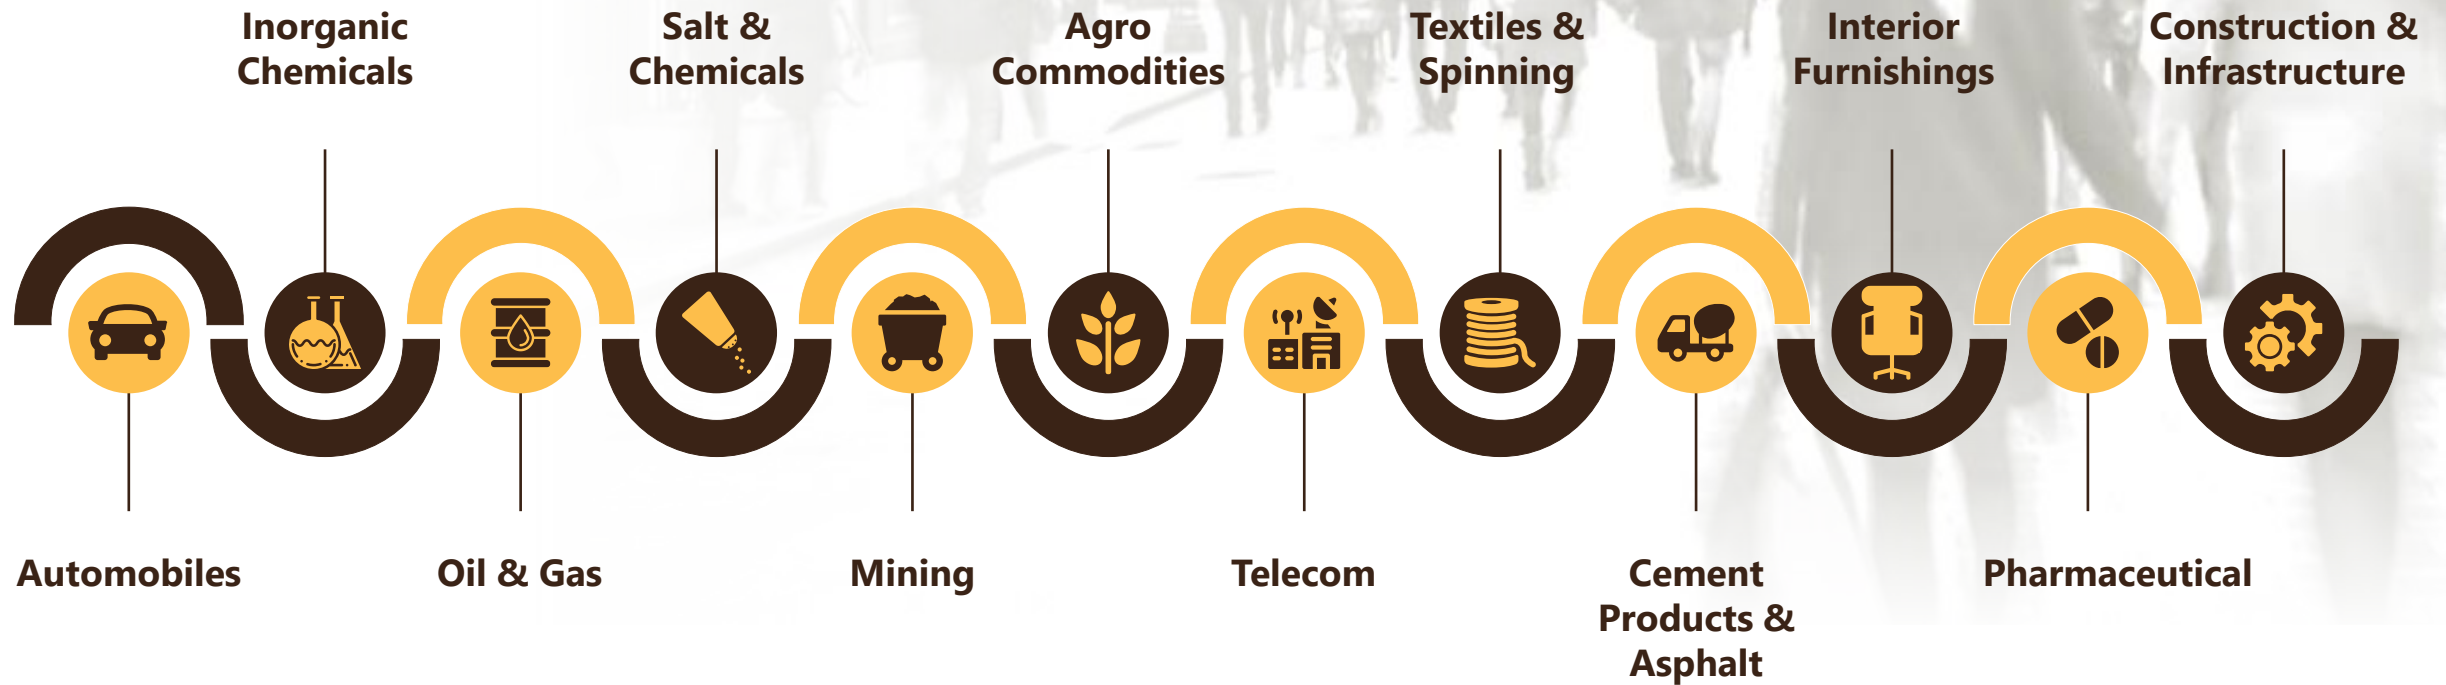 Inorganic
Chemicals
Salt &
Chemicals
Agro
Commodities
Textiles &
Spinning
Interior
Furnishings
Construction &
Infrastructure
Automobiles
Oil & Gas
Mining
Telecom
Cement
Products &
Asphalt
Pharmaceutical